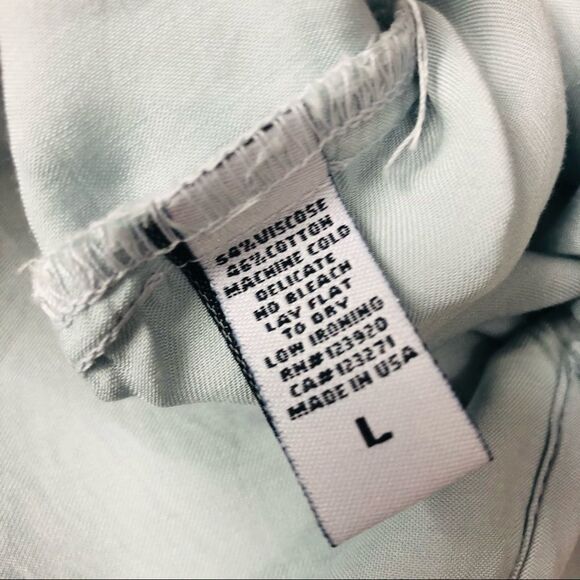 54%VISCOSE
46%COTTON
MACHINE COLD
DELICATE
NO BLEACH
LAY FLAT
TO DRY
LOW IRONING
RN#123920
CA#123271
MADE IN USA
L